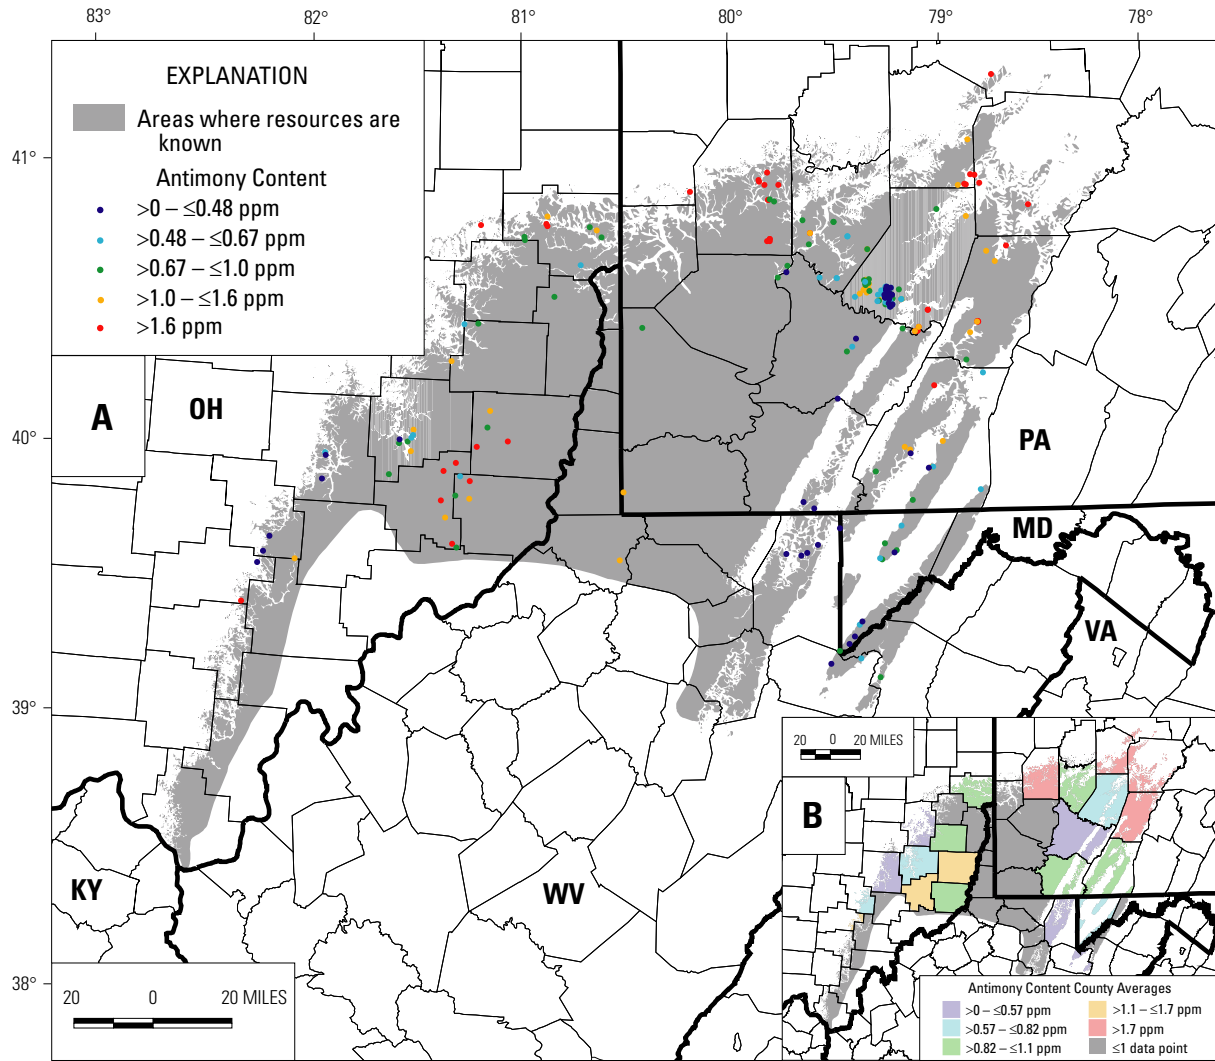 83° 82° 81° 80° 79° 78°
EXPLANATION
Areas where resources are
known
Antimony Content
>0 – ≤0.48 ppm
>0.48 – ≤0.67 ppm
>0.67 – ≤1.0 ppm
>1.0 – ≤1.6 ppm
>1.6 ppm
41°
40°
39°
38°
A
OH
PA
MD
VA
WV
KY
20 0 20 MILES
20 0 20 MILES
B
Antimony Content County Averages
>0 – ≤0.57 ppm
>0.57 – ≤0.82 ppm
>0.82 – ≤1.1 ppm
>1.1 – ≤1.7 ppm
>1.7 ppm
≤1 data point